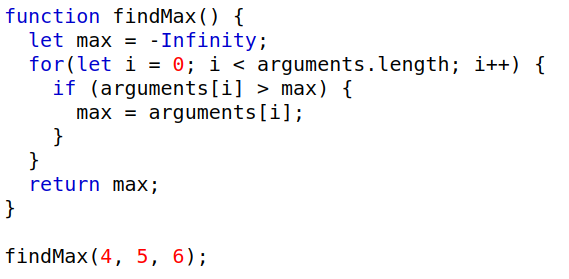 function findMax() {
  let max = -Infinity;
  for(let i = 0; i < arguments.length; i++) {
    if (arguments[i] > max) {
      max = arguments[i];
    }
  }
  return max;
}

findMax(4, 5, 6);